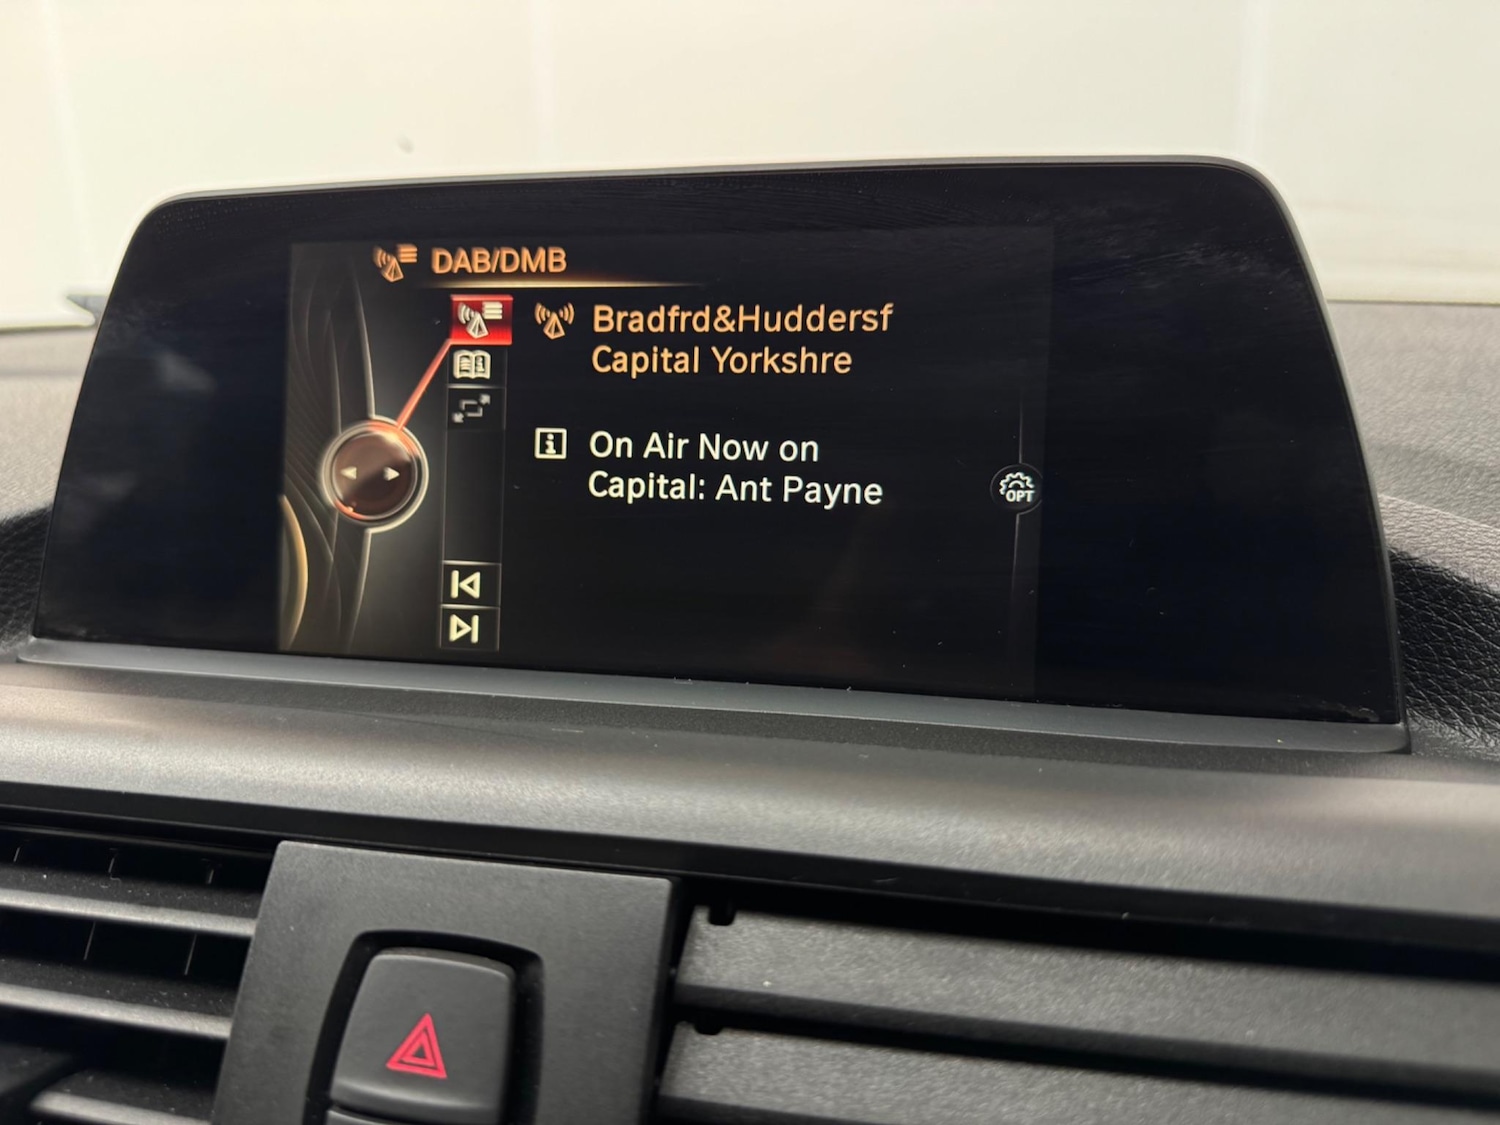 DAB/DMB
Bradfrd&Huddersf
Capital Yorkshre
On Air Now on
Capital: Ant Payne
OPT